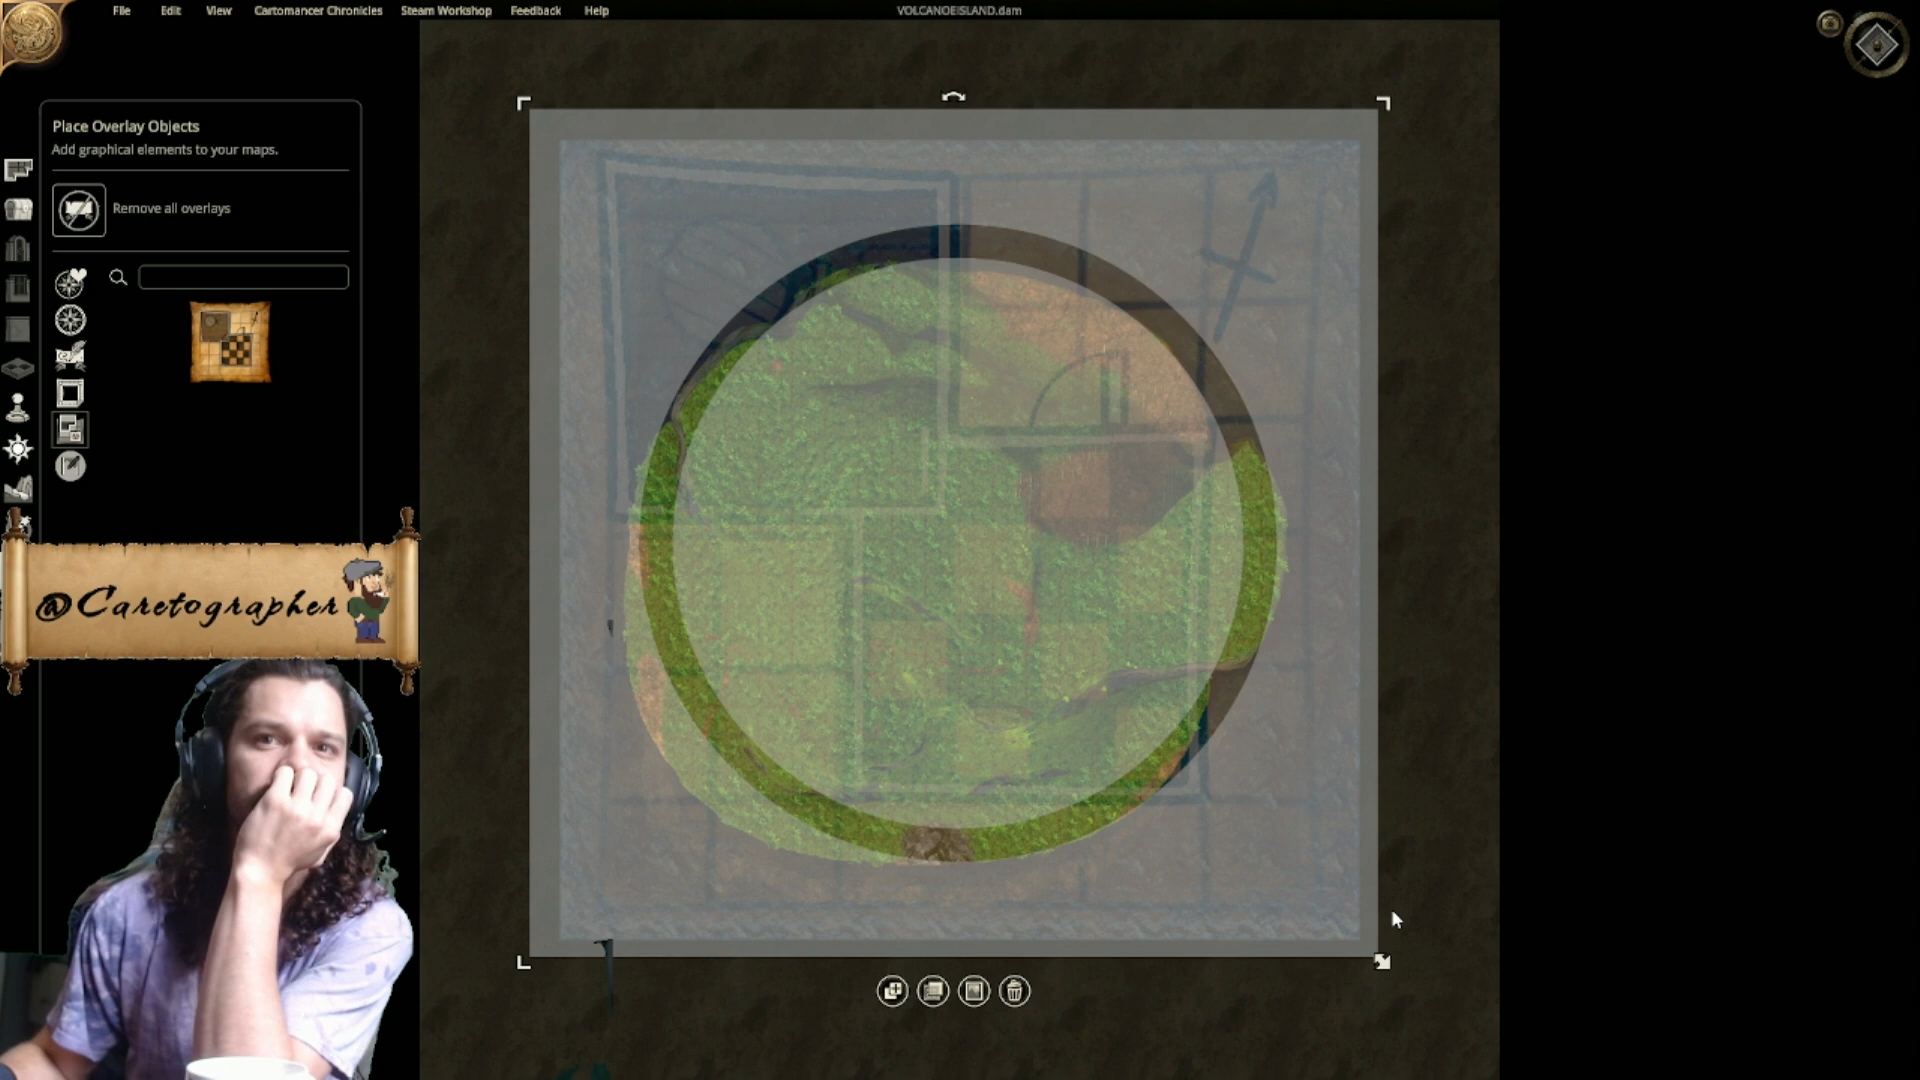 File Edit View Cartomancer Chronicles Steam Workshop Feedback Help VOLCANOEISLAND.dam
Place Overlay Objects
Add graphical elements to your maps.
Remove all overlays
@Caretographer